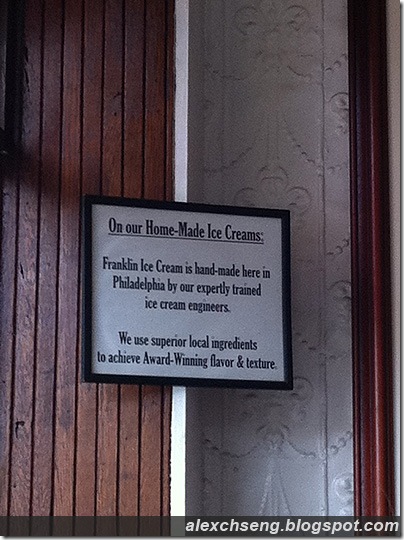 On our Home-Made Ice Creams:
Franklin Ice Cream is hand-made here in
Philadelphia by our expertly trained
ice cream engineers.
We use superior local ingredients
to achieve Award-Winning flavor & texture.
alexchseng.blogspot.com